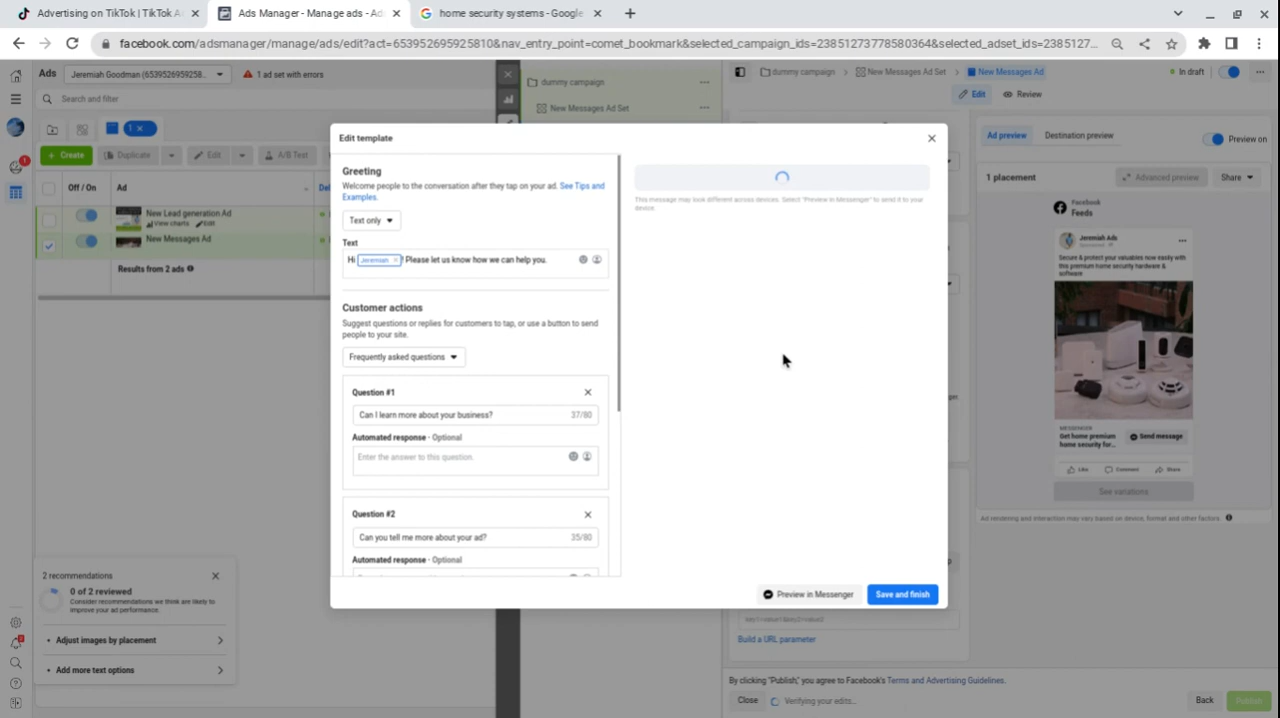 Advertising on TikTok | TikTok A
Ads Manager - Manage ads - Ad
home security systems - Google
facebook.com/adsmanager/manage/ads/edit?act=653952695925810&nav_entry_point=comet_bookmark&selected_campaign_ids=23851273778580364&selected_adset_ids=2385127...
Ads
Jeremiah Goodman (6539526959258...
1 ad set with errors
Search and filter
1 ×
+ Create
Duplicate
Edit
A/B Test
Off / On
Ad
New Lead generation Ad
View charts
Edit
New Messages Ad
Results from 2 ads
2 recommendations
0 of 2 reviewed
Consider recommendations we think are likely to
improve your ad performance.
Adjust images by placement
Add more text options
dummy campaign
New Messages Ad Set
dummy campaign
New Messages Ad Set
New Messages Ad
In draft
Edit
Review
Edit template
Greeting
Welcome people to the conversation after they tap on your ad. See Tips and
Examples.
Text only
Text
Hi Jeremiah ! Please let us know how we can help you.
Customer actions
Suggest questions or replies for customers to tap, or use a button to send
people to your site.
Frequently asked questions
Question #1
Can I learn more about your business?
37/80
Automated response · Optional
Enter the answer to this question.
Question #2
Can you tell me more about your ad?
35/80
Automated response · Optional
This message may look different across devices. Select "Preview in Messenger" to send it to your
device.
Preview in Messenger
Save and finish
Ad preview
Destination preview
Preview on
1 placement
Advanced preview
Share
Facebook
Feeds
Jeremiah Ads
Sponsored
Secure & protect your valuables now easily with
this premium home security hardware &
software
MESSENGER
Get home premium
home security for...
Send message
Like
Comment
Share
See variations
Ad rendering and interaction may vary based on device, format and other factors.
key1=value1&key2=value2
Build a URL parameter
By clicking "Publish," you agree to Facebook's Terms and Advertising Guidelines.
Close
Verifying your edits...
Back
Publish